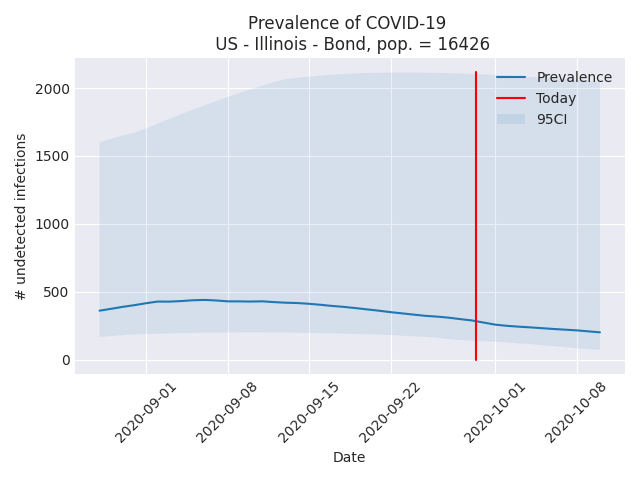 Prevalence of COVID-19
US - Illinois - Bond, pop. = 16426
Prevalence
Today
95CI
2000
1500
1000
500
0
# undetected infections
2020-09-01
2020-09-08
2020-09-15
2020-09-22
2020-10-01
2020-10-08
Date